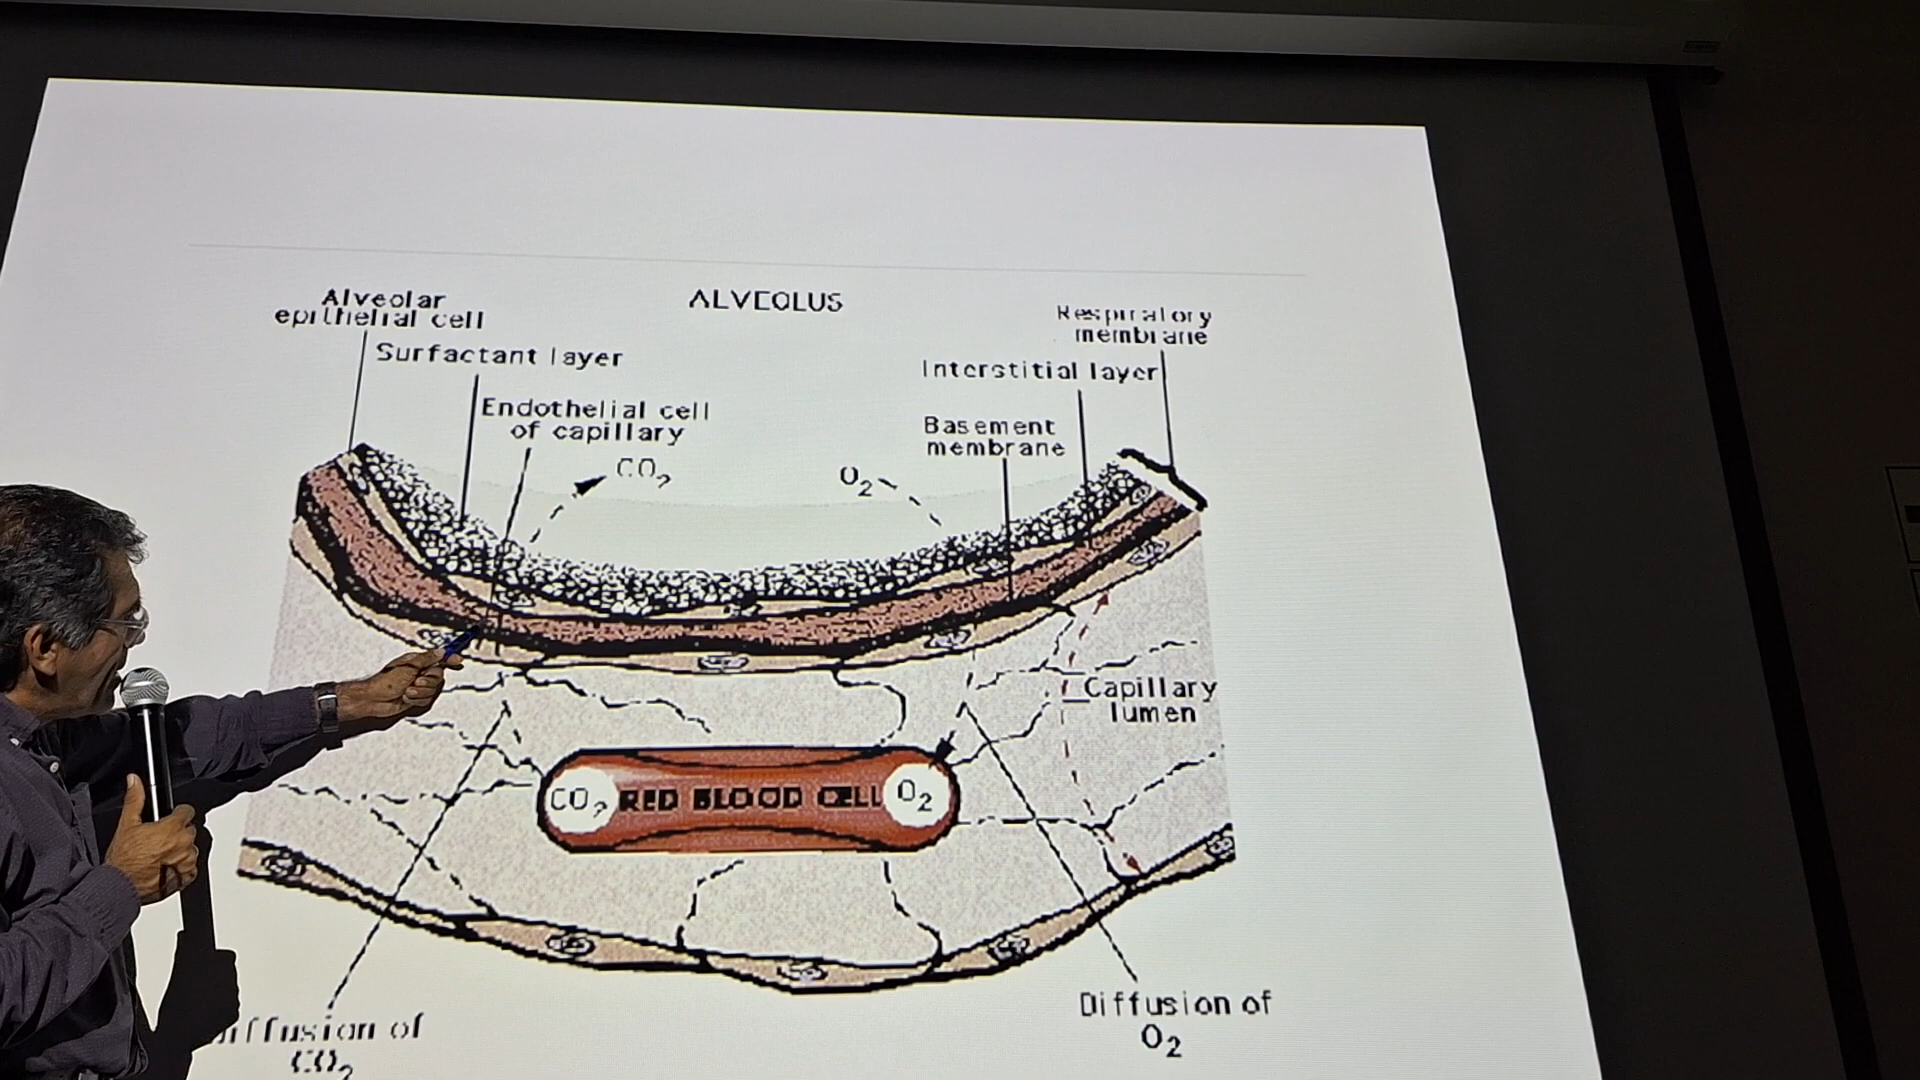 ALVEOLUS
Alveolar
epithelial cell
Surfactant layer
Endothelial cell
of capillary
CO2
O2
Respiratory
membrane
Interstitial layer
Basement
membrane
Capillary
lumen
CO2 RED BLOOD CELL O2
Diffusion of
O2
iffusion of
CO2